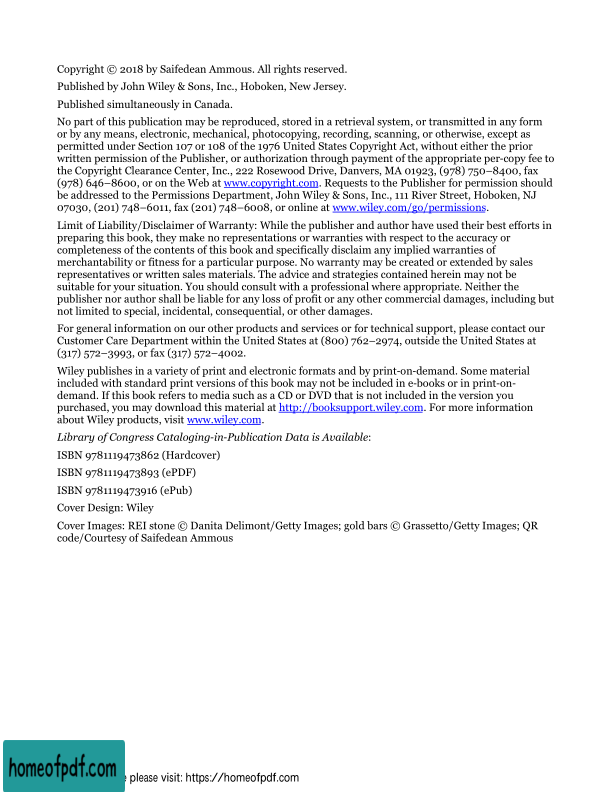 Copyright © 2018 by Saifedean Ammous. All rights reserved.
Published by John Wiley & Sons, Inc., Hoboken, New Jersey.
Published simultaneously in Canada.
No part of this publication may be reproduced, stored in a retrieval system, or transmitted in any form
or by any means, electronic, mechanical, photocopying, recording, scanning, or otherwise, except as
permitted under Section 107 or 108 of the 1976 United States Copyright Act, without either the prior
written permission of the Publisher, or authorization through payment of the appropriate per-copy fee to
the Copyright Clearance Center, Inc., 222 Rosewood Drive, Danvers, MA 01923, (978) 750–8400, fax
(978) 646–8600, or on the Web at www.copyright.com. Requests to the Publisher for permission should
be addressed to the Permissions Department, John Wiley & Sons, Inc., 111 River Street, Hoboken, NJ
07030, (201) 748–6011, fax (201) 748–6008, or online at www.wiley.com/go/permissions.
Limit of Liability/Disclaimer of Warranty: While the publisher and author have used their best efforts in
preparing this book, they make no representations or warranties with respect to the accuracy or
completeness of the contents of this book and specifically disclaim any implied warranties of
merchantability or fitness for a particular purpose. No warranty may be created or extended by sales
representatives or written sales materials. The advice and strategies contained herein may not be
suitable for your situation. You should consult with a professional where appropriate. Neither the
publisher nor author shall be liable for any loss of profit or any other commercial damages, including but
not limited to special, incidental, consequential, or other damages.
For general information on our other products and services or for technical support, please contact our
Customer Care Department within the United States at (800) 762–2974, outside the United States at
(317) 572–3993, or fax (317) 572–4002.
Wiley publishes in a variety of print and electronic formats and by print-on-demand. Some material
included with standard print versions of this book may not be included in e-books or in print-on-
demand. If this book refers to media such as a CD or DVD that is not included in the version you
purchased, you may download this material at http://booksupport.wiley.com. For more information
about Wiley products, visit www.wiley.com.
Library of Congress Cataloging-in-Publication Data is Available:
ISBN 9781119473862 (Hardcover)
ISBN 9781119473893 (ePDF)
ISBN 9781119473916 (ePub)
Cover Design: Wiley
Cover Images: REI stone © Danita Delimont/Getty Images; gold bars © Grassetto/Getty Images; QR
code/Courtesy of Saifedean Ammous
homeofpdf.com
please visit: https://homeofpdf.com